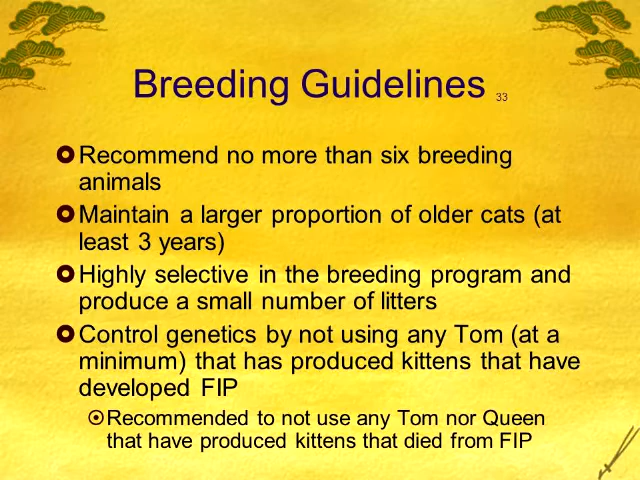 Breeding Guidelines 33
Recommend no more than six breeding
animals
Maintain a larger proportion of older cats (at
least 3 years)
Highly selective in the breeding program and
produce a small number of litters
Control genetics by not using any Tom (at a
minimum) that has produced kittens that have
developed FIP
Recommended to not use any Tom nor Queen
that have produced kittens that died from FIP